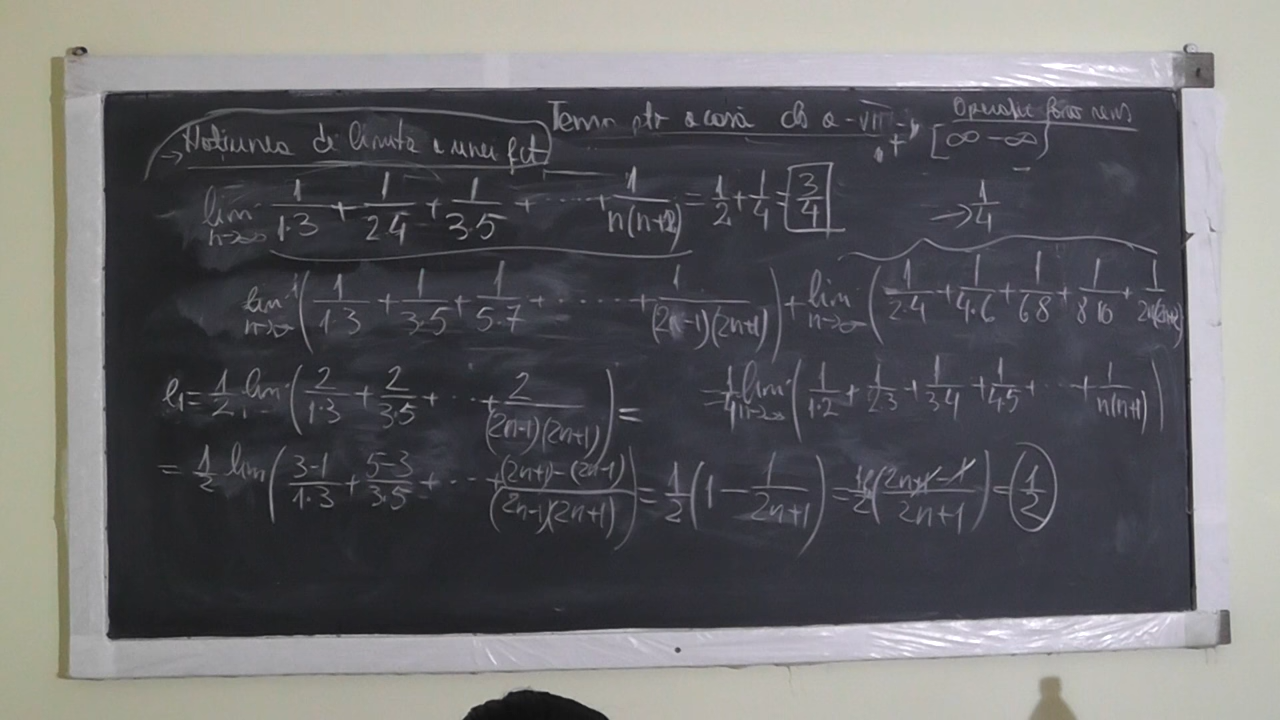 Tema ptr acasă cls a-VII-a
Operație fără sens
→ Noțiunea de limita a unei fct
[∞ -∞]
lim n→∞ 1/1·3 + 1/2·4 + 1/3·5 + ····· + 1/n(n+2) = 1/2 + 1/4 = 3/4
→ 1/4
lim n→∞ (1/1·3 + 1/3·5 + 1/5·7 + ······ + 1/(2n-1)(2n+1)) + lim n→∞ (1/2·4 + 1/4·6 + 1/6·8 + 1/8·10 + 1/2n(2n+2)
l₁ = 1/2 lim (2/1·3 + 2/3·5 + ··· + 2/(2n-1)(2n+1)) =
= 1/4 lim n→∞ (1/1·2 + 1/2·3 + 1/3·4 + 1/4·5 + ··· + 1/n(n+1))
= 1/2 lim (3-1/1·3 + 5-3/3·5 + ··· + (2n+1)-(2n-1)/(2n-1)(2n+1)) = 1/2 (1 - 1/2n+1) = 1/2 (2n+1-1/2n+1) = 1/2